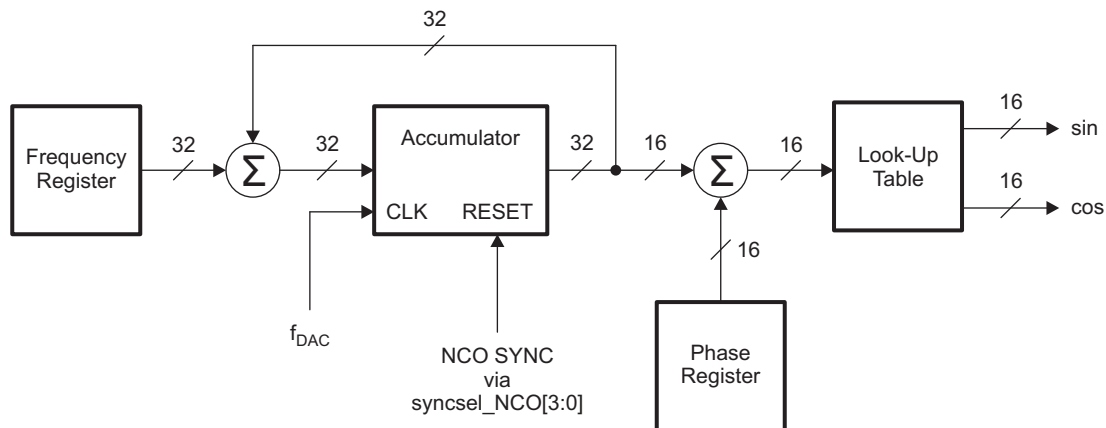 32
Frequency
Register
32
Σ
32
Accumulator
CLK RESET
32
16
Σ
16
Look-Up
Table
16
sin
16
cos
16
f_DAC
NCO SYNC
via
syncsel_NCO[3:0]
Phase
Register